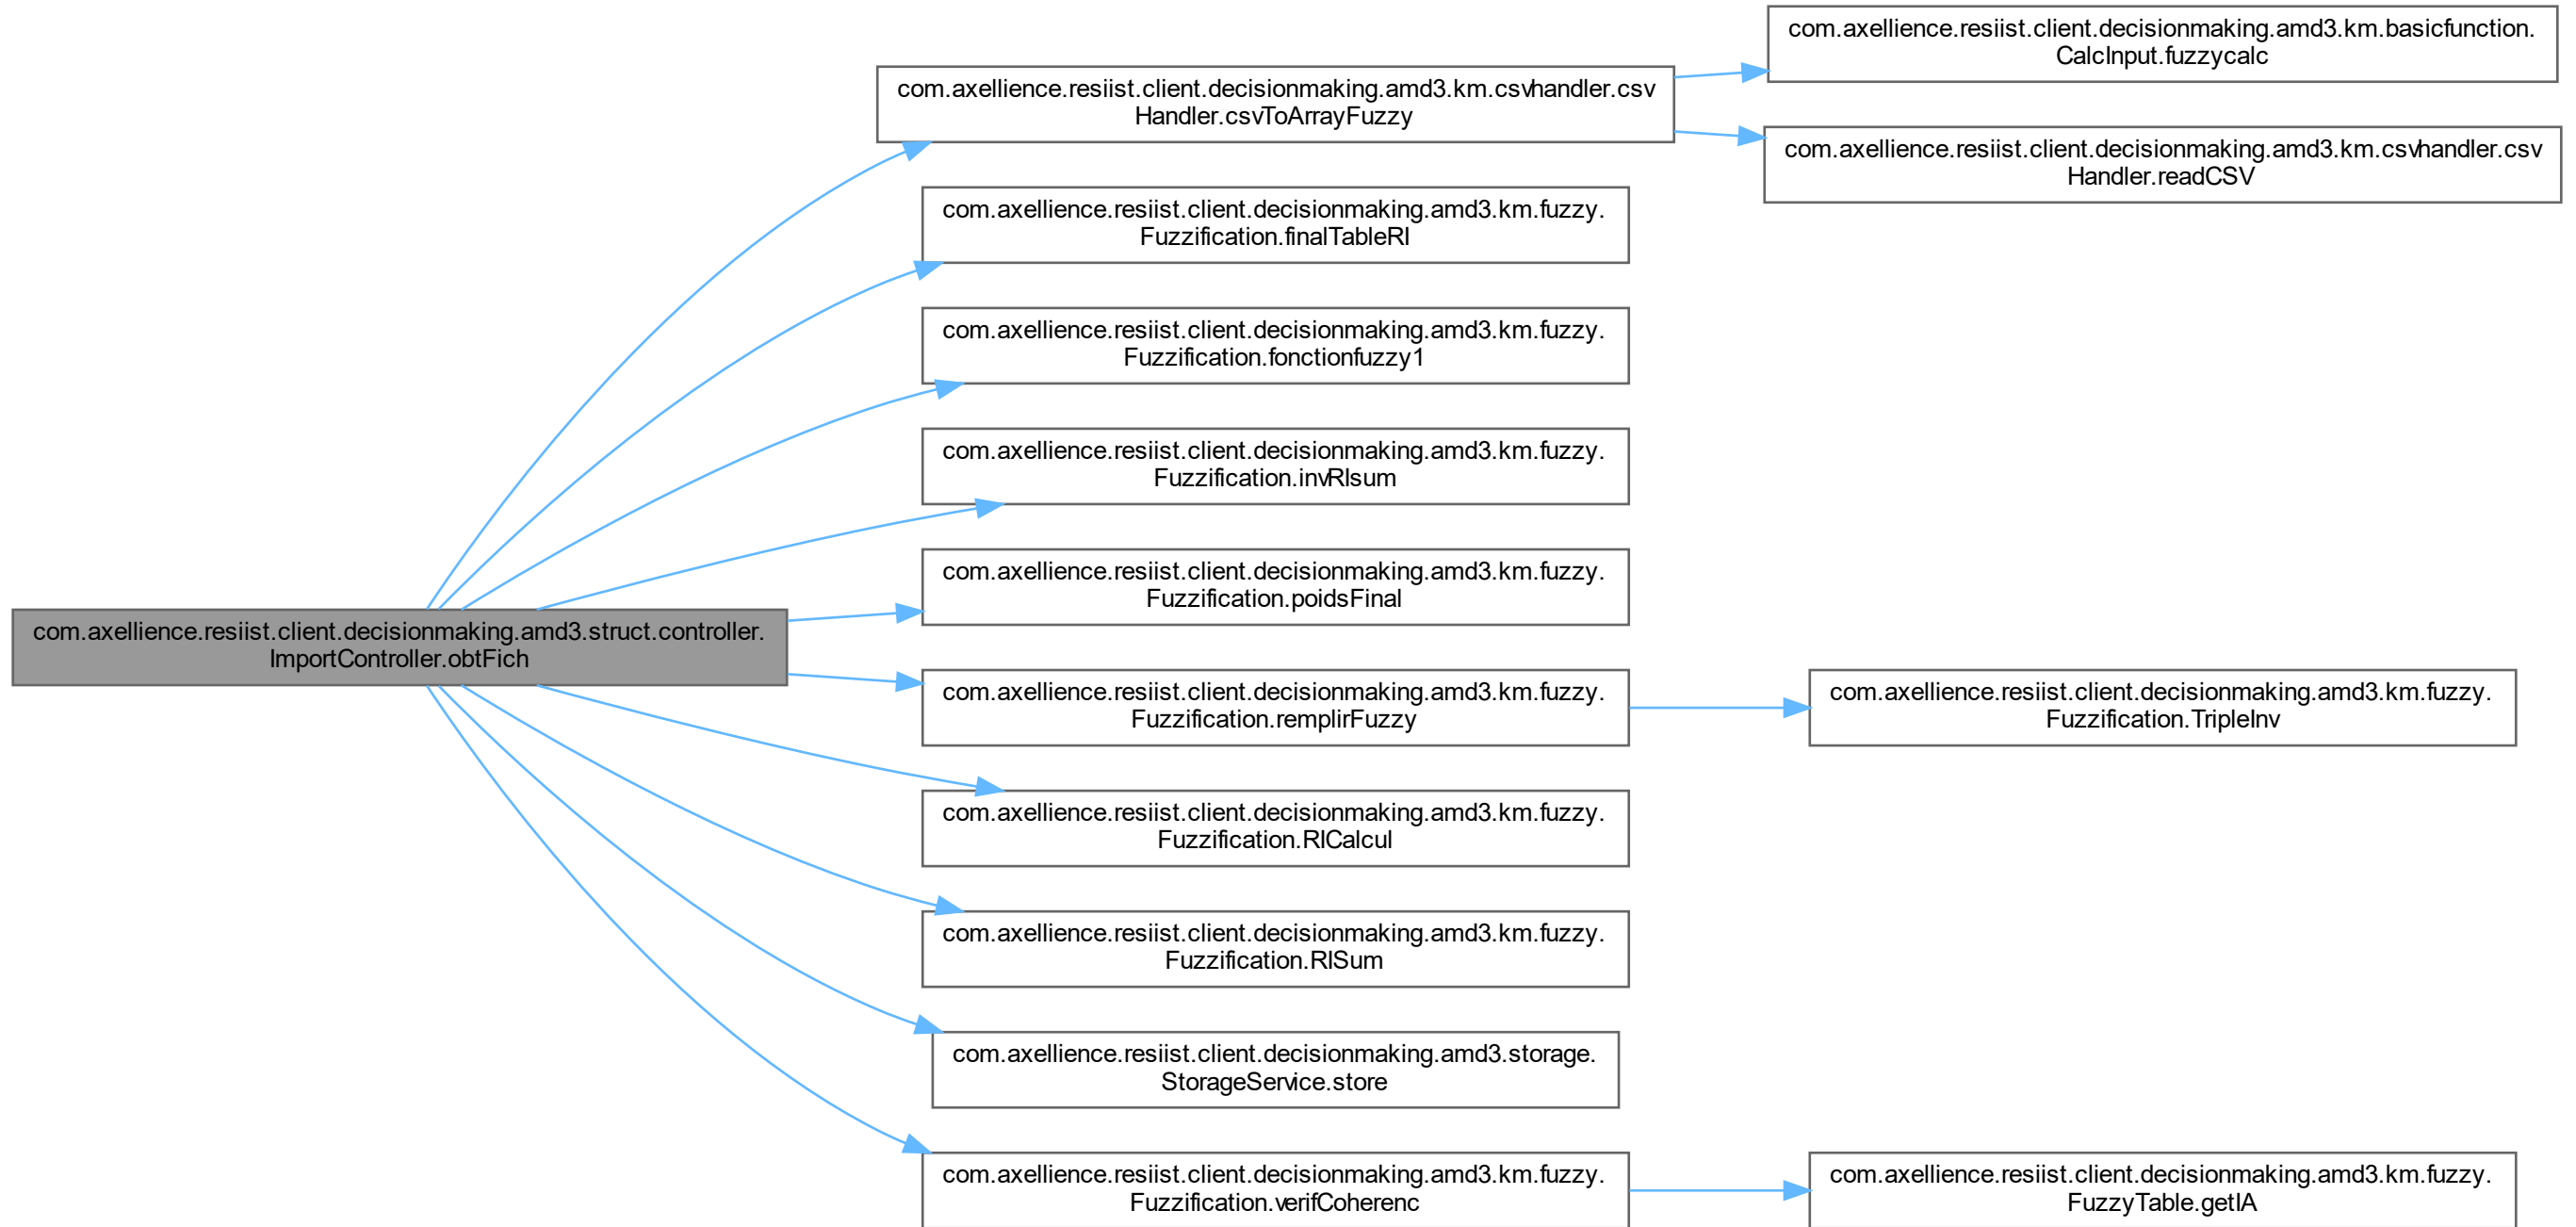 com.axellience.resiist.client.decisionmaking.amd3.struct.controller.
ImportController.obtFich
com.axellience.resiist.client.decisionmaking.amd3.km.csvhandler.csv
Handler.csvToArrayFuzzy
com.axellience.resiist.client.decisionmaking.amd3.km.basicfunction.
CalcInput.fuzzycalc
com.axellience.resiist.client.decisionmaking.amd3.km.csvhandler.csv
Handler.readCSV
com.axellience.resiist.client.decisionmaking.amd3.km.fuzzy.
Fuzzification.finalTableRI
com.axellience.resiist.client.decisionmaking.amd3.km.fuzzy.
Fuzzification.fonctionfuzzy1
com.axellience.resiist.client.decisionmaking.amd3.km.fuzzy.
Fuzzification.invRIsum
com.axellience.resiist.client.decisionmaking.amd3.km.fuzzy.
Fuzzification.poidsFinal
com.axellience.resiist.client.decisionmaking.amd3.km.fuzzy.
Fuzzification.remplirFuzzy
com.axellience.resiist.client.decisionmaking.amd3.km.fuzzy.
Fuzzification.TripleInv
com.axellience.resiist.client.decisionmaking.amd3.km.fuzzy.
Fuzzification.RICalcul
com.axellience.resiist.client.decisionmaking.amd3.km.fuzzy.
Fuzzification.RISum
com.axellience.resiist.client.decisionmaking.amd3.storage.
StorageService.store
com.axellience.resiist.client.decisionmaking.amd3.km.fuzzy.
Fuzzification.verifCoherenc
com.axellience.resiist.client.decisionmaking.amd3.km.fuzzy.
FuzzyTable.getIA